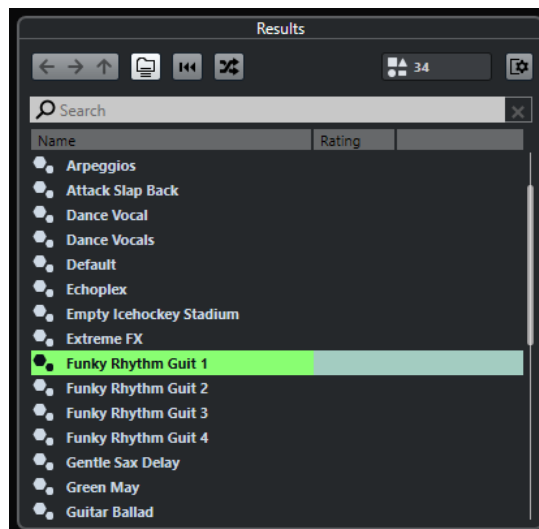 Results
34
Search
Name Rating
Arpeggios
Attack Slap Back
Dance Vocal
Dance Vocals
Default
Echoplex
Empty Icehockey Stadium
Extreme FX
Funky Rhythm Guit 1
Funky Rhythm Guit 2
Funky Rhythm Guit 3
Funky Rhythm Guit 4
Gentle Sax Delay
Green May
Guitar Ballad